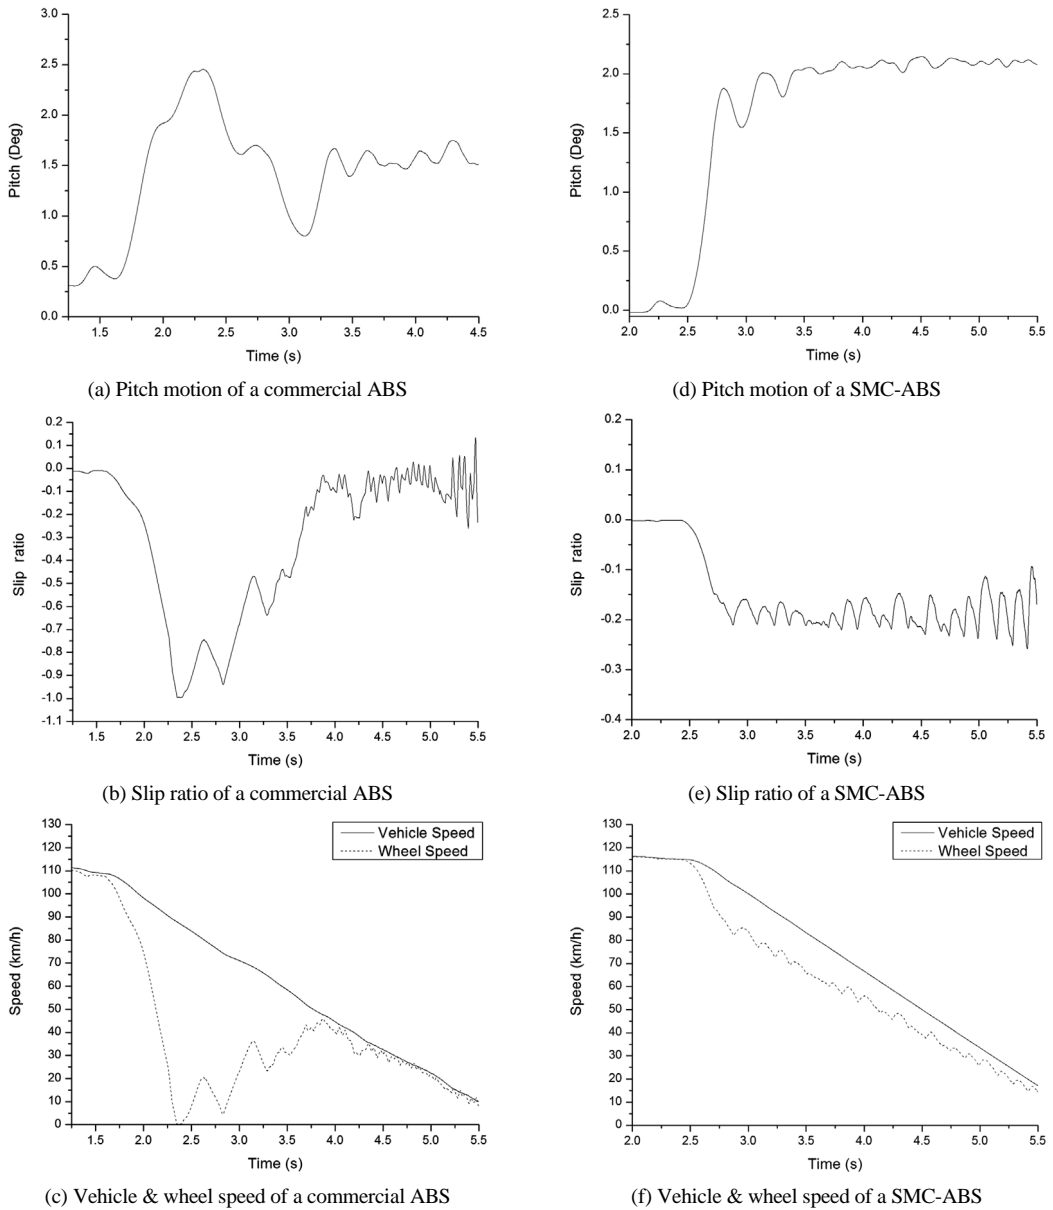 3.0
2.5
2.0
1.5
1.0
0.5
0.0
Pitch (Deg)
1.5 2.0 2.5 3.0 3.5 4.0 4.5
Time (s)
(a) Pitch motion of a commercial ABS
2.5
2.0
1.5
1.0
0.5
0.0
Pitch (Deg)
2.0 2.5 3.0 3.5 4.0 4.5 5.0 5.5
Time (s)
(d) Pitch motion of a SMC-ABS
0.2
0.1
0.0
-0.1
-0.2
-0.3
-0.4
-0.5
-0.6
-0.7
-0.8
-0.9
-1.0
-1.1
Slip ratio
1.5 2.0 2.5 3.0 3.5 4.0 4.5 5.0 5.5
Time (s)
(b) Slip ratio of a commercial ABS
0.2
0.1
0.0
-0.1
-0.2
-0.3
-0.4
Slip ratio
2.0 2.5 3.0 3.5 4.0 4.5 5.0 5.5
Time (s)
(e) Slip ratio of a SMC-ABS
130
120
110
100
90
80
70
60
50
40
30
20
10
0
Speed (km/h)
Vehicle Speed
Wheel Speed
1.5 2.0 2.5 3.0 3.5 4.0 4.5 5.0 5.5
Time (s)
(c) Vehicle & wheel speed of a commercial ABS
130
120
110
100
90
80
70
60
50
40
30
20
10
0
Speed (km/h)
Vehicle Speed
Wheel Speed
2.0 2.5 3.0 3.5 4.0 4.5 5.0 5.5
Time (s)
(f) Vehicle & wheel speed of a SMC-ABS